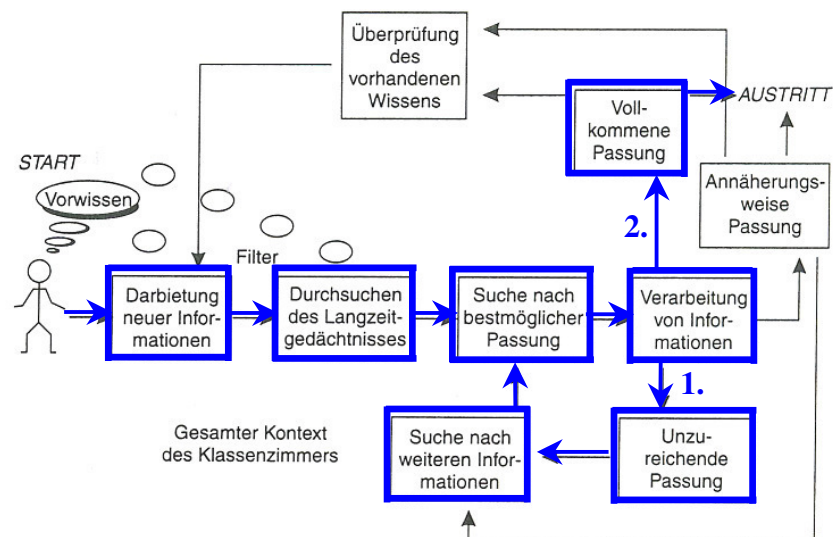 Überprüfung
des
vorhandenen
Wissens
Voll-
kommene
Passung
AUSTRITT
START
Vorwissen
Annäherungs-
weise
Passung
2.
Filter
Darbietung
neuer Infor-
mationen
Durchsuchen
des Langzeit-
gedächtnisses
Suche nach
bestmöglicher
Passung
Verarbeitung
von Infor-
mationen
1.
Gesamter Kontext
des Klassenzimmers
Suche nach
weiteren Infor-
mationen
Unzu-
reichende
Passung